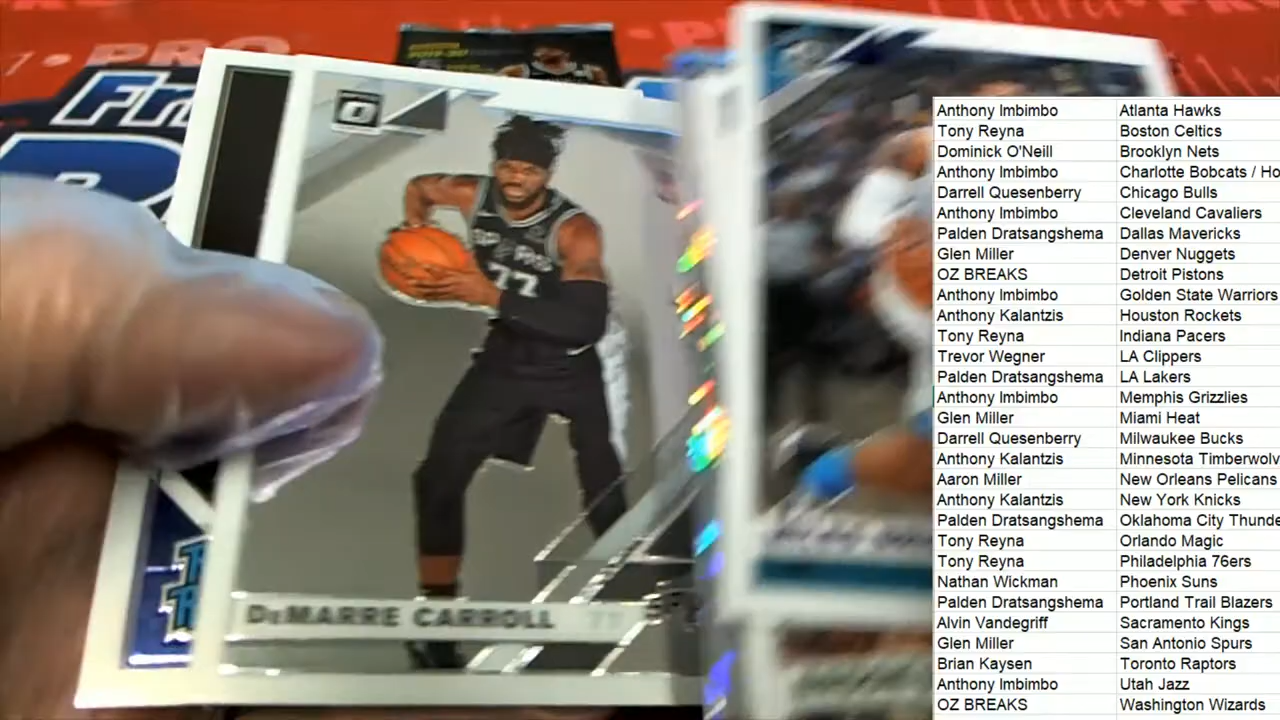 PRO
Fr
2019-20
O
SPURS
77
DeMARRE CARROLL 77
Anthony Imbimbo Atlanta Hawks
Tony Reyna Boston Celtics
Dominick O'Neill Brooklyn Nets
Anthony Imbimbo Charlotte Bobcats / Ho
Darrell Quesenberry Chicago Bulls
Anthony Imbimbo Cleveland Cavaliers
Palden Dratsangshema Dallas Mavericks
Glen Miller Denver Nuggets
OZ BREAKS Detroit Pistons
Anthony Imbimbo Golden State Warriors
Anthony Kalantzis Houston Rockets
Tony Reyna Indiana Pacers
Trevor Wegner LA Clippers
Palden Dratsangshema LA Lakers
Anthony Imbimbo Memphis Grizzlies
Glen Miller Miami Heat
Darrell Quesenberry Milwaukee Bucks
Anthony Kalantzis Minnesota Timberwolv
Aaron Miller New Orleans Pelicans
Anthony Kalantzis New York Knicks
Palden Dratsangshema Oklahoma City Thunde
Tony Reyna Orlando Magic
Tony Reyna Philadelphia 76ers
Nathan Wickman Phoenix Suns
Palden Dratsangshema Portland Trail Blazers
Alvin Vandegriff Sacramento Kings
Glen Miller San Antonio Spurs
Brian Kaysen Toronto Raptors
Anthony Imbimbo Utah Jazz
OZ BREAKS Washington Wizards